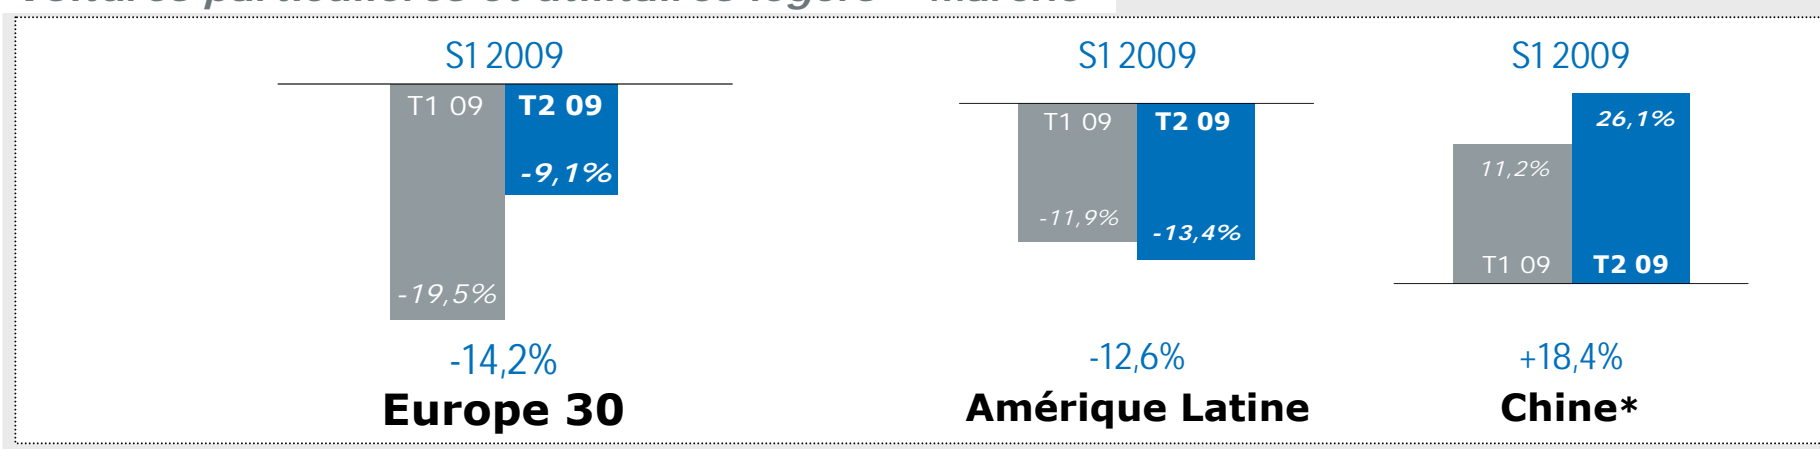 S1 2009
T1 09 T2 09
-9,1%
-19,5%
-14,2%
Europe 30
S1 2009
T1 09 T2 09
-11,9%
-13,4%
-12,6%
Amérique Latine
S1 2009
26,1%
11,2%
T1 09 T2 09
+18,4%
Chine*